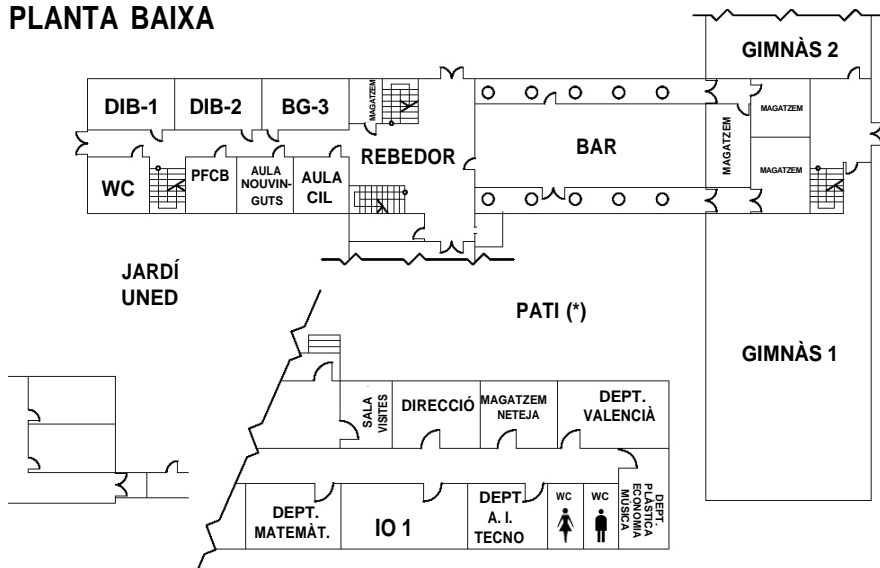 PLANTA BAIXA
GIMNÀS 2
DIB-1
DIB-2
BG-3
MAGATZEM
REBEDOR
BAR
MAGATZEM
MAGATZEM
MAGATZEM
WC
PFCB
AULA
NOUVIN-
GUTS
AULA
CIL
JARDÍ
UNED
PATI (*)
GIMNÀS 1
SALA
VISITES
DIRECCIÓ
MAGATZEM
NETEJA
DEPT.
VALENCIÀ
DEPT.
MATEMÀT.
IO 1
DEPT.
A. I.
TECNO
WC
WC
DEPT.
PLÀSTICA
ECONOMIA
MÚSICA